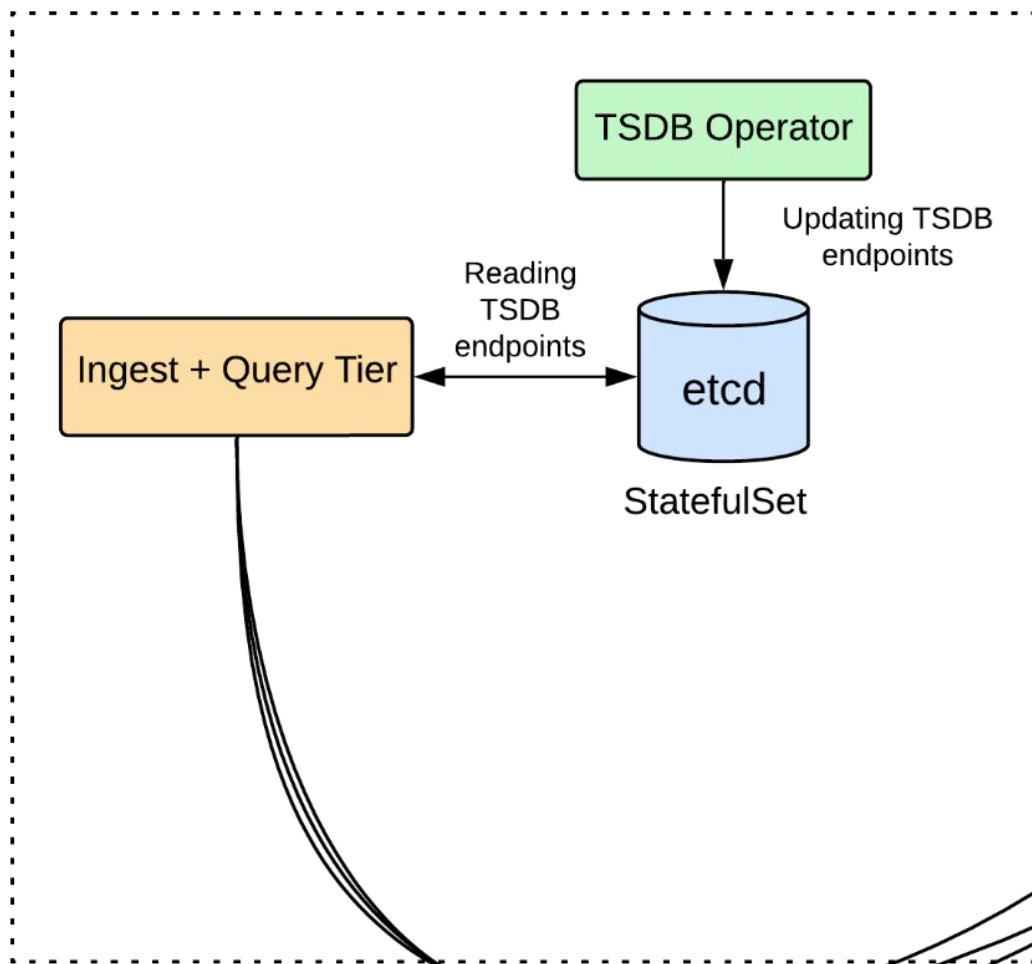 TSDB Operator
Updating TSDB
endpoints
Reading
TSDB
endpoints
Ingest + Query Tier
etcd
StatefulSet